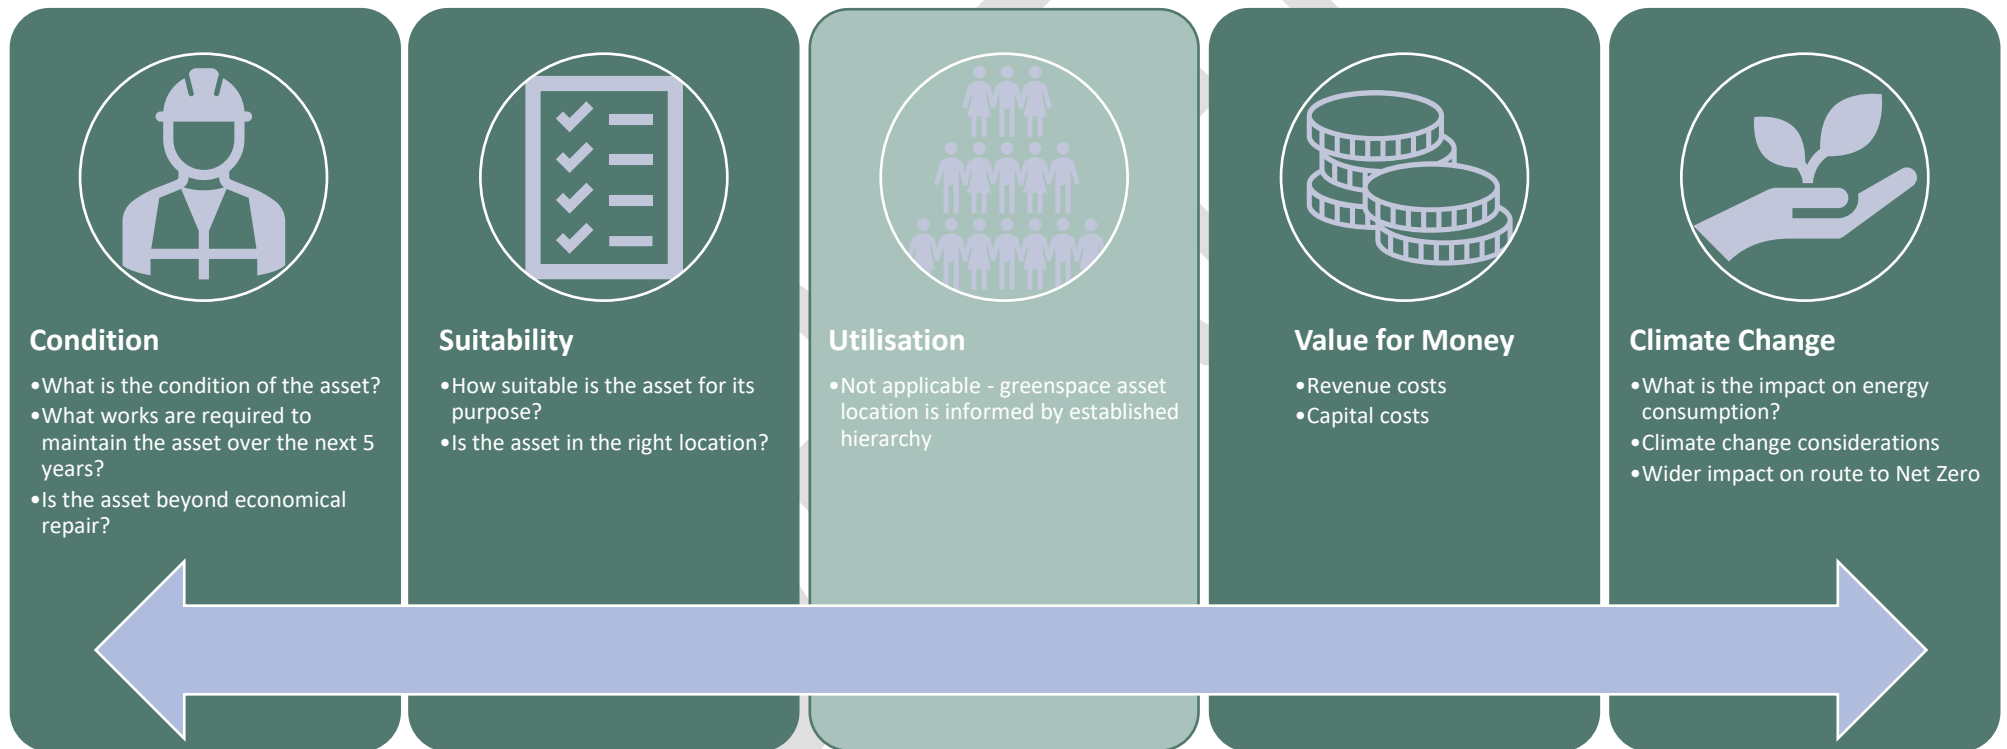 Condition
•What is the condition of the asset?
•What works are required to
maintain the asset over the next 5
years?
•Is the asset beyond economical
repair?
Suitability
•How suitable is the asset for its
purpose?
•Is the asset in the right location?
Utilisation
•Not applicable - greenspace asset
location is informed by established
hierarchy
Value for Money
•Revenue costs
•Capital costs
Climate Change
•What is the impact on energy
consumption?
•Climate change considerations
•Wider impact on route to Net Zero